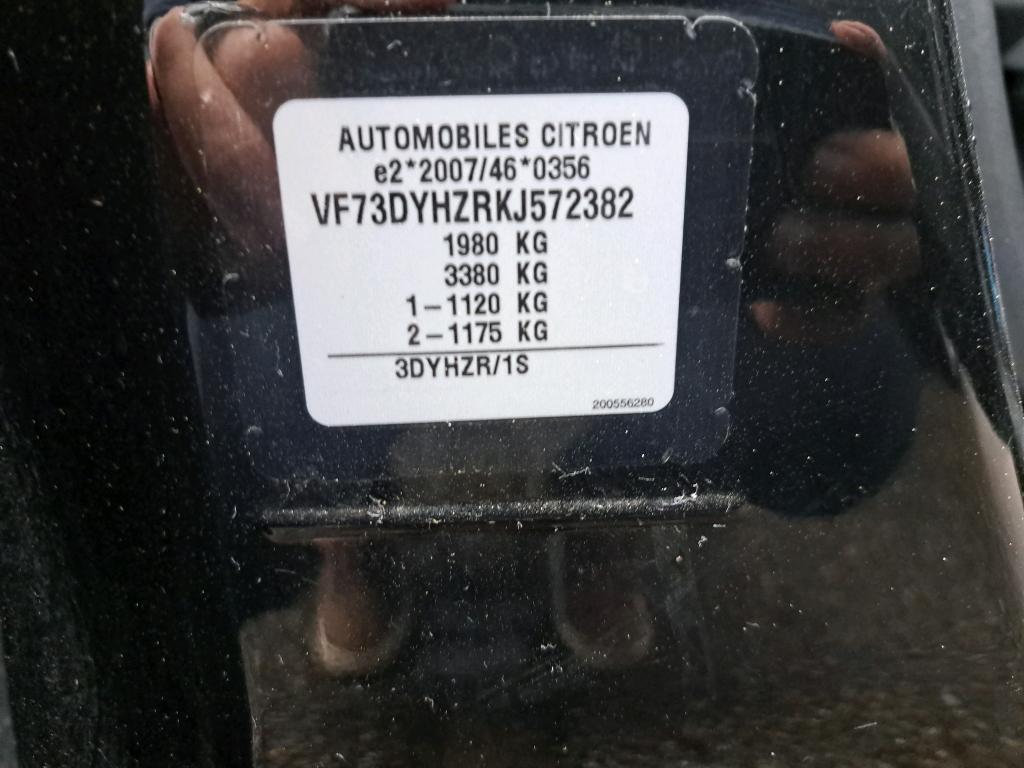 AUTOMOBILES CITROEN
e2*2007/46*0356
VF73DYHZRKJ572382
1980 KG
3380 KG
1-1120 KG
2-1175 KG
3DYHZR/1S
200556280